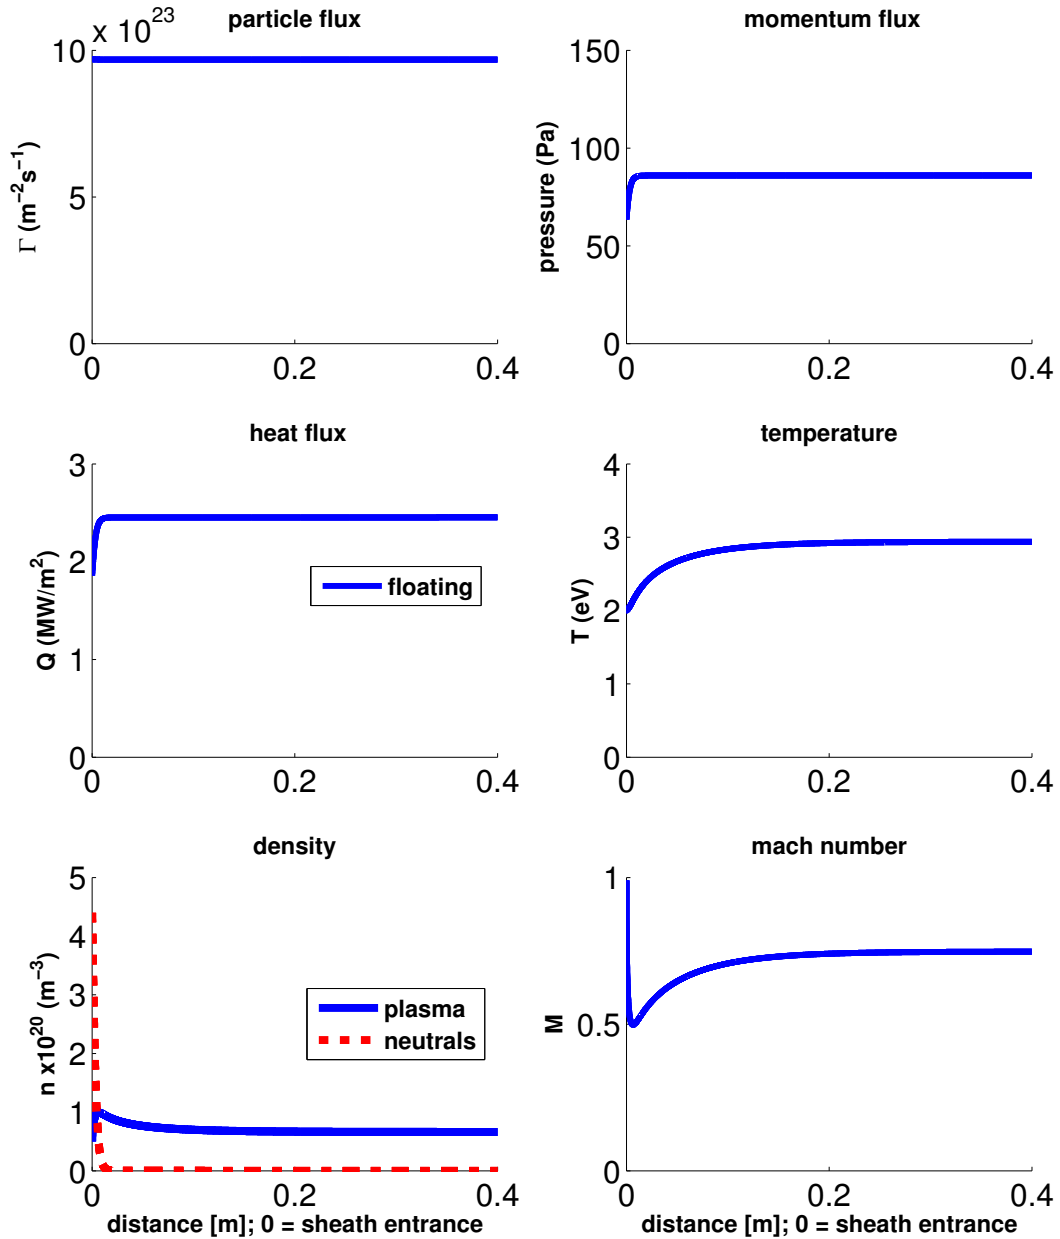 particle flux
x 10^23
10
5
0
0 0.2 0.4
Γ (m^−2s^−1)
momentum flux
150
100
50
0
0 0.2 0.4
pressure (Pa)
heat flux
3
2
1
0
0 0.2 0.4
Q (MW/m^2)
floating
temperature
4
3
2
1
0
0 0.2 0.4
T (eV)
density
5
4
3
2
1
0
0 0.2 0.4
n x10^20 (m^−3)
plasma
neutrals
distance [m]; 0 = sheath entrance
mach number
1
0.5
0
0 0.2 0.4
M
distance [m]; 0 = sheath entrance